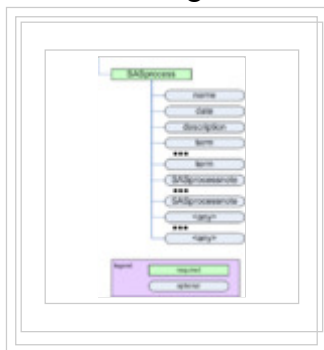 SASprocess
name
date
description
term
•••
term
SASprocessnote
•••
SASprocessnote
<any>
•••
<any>
legend
required
optional